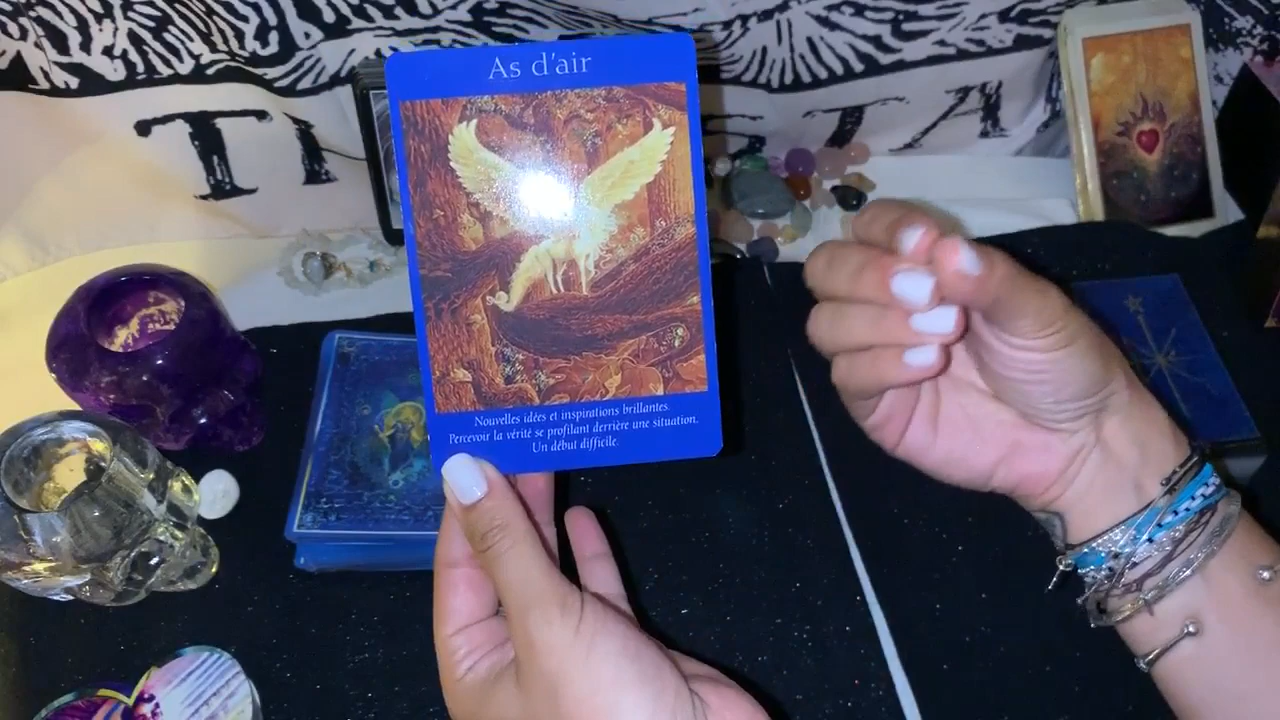 As d'air
Nouvelles idées et inspirations brillantes.
Percevoir la vérité se profilant derrière une situation.
Un début difficile.